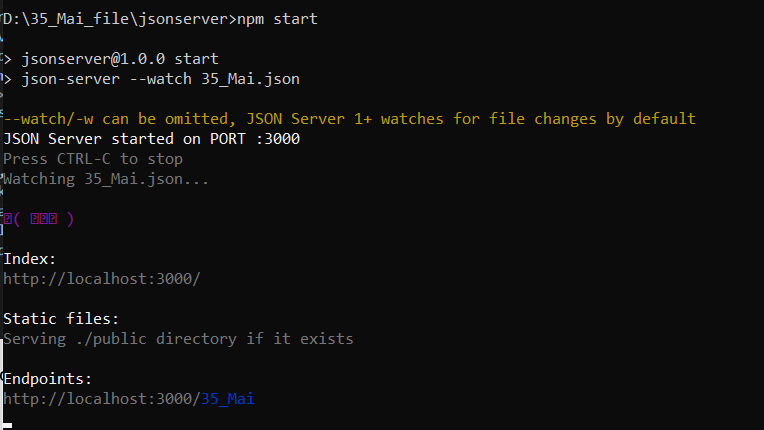 D:\35_Mai_file\jsonserver>npm start
> jsonserver@1.0.0 start
> json-server --watch 35_Mai.json
--watch/-w can be omitted, JSON Server 1+ watches for file changes by default
JSON Server started on PORT :3000
Press CTRL-C to stop
Watching 35_Mai.json...
( )
Index:
http://localhost:3000/
Static files:
Serving ./public directory if it exists
Endpoints:
http://localhost:3000/35_Mai